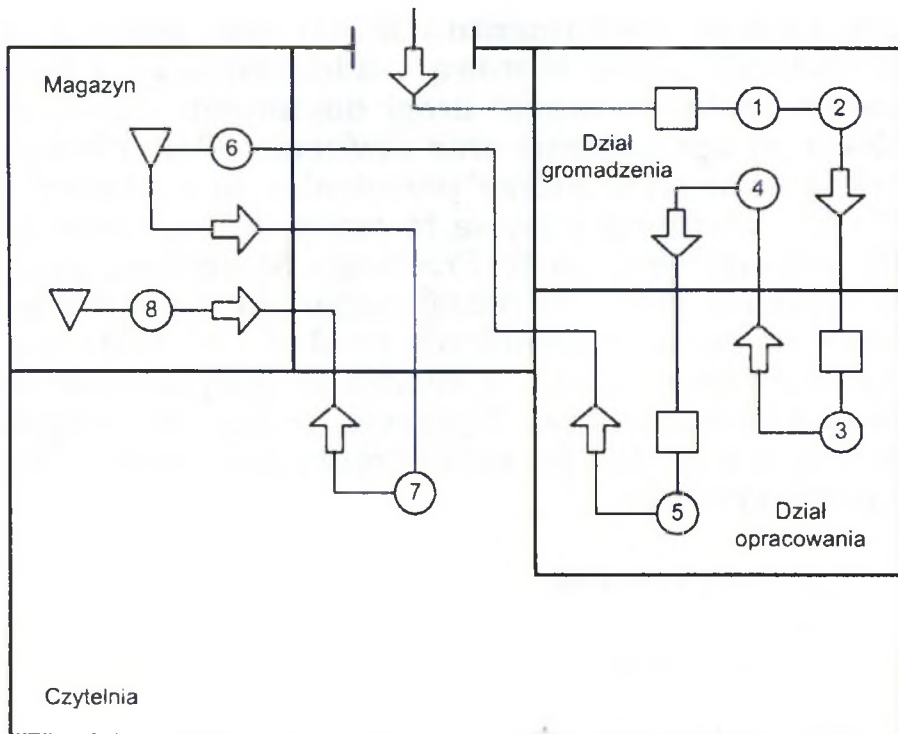 Magazyn
1
2
Dział
gromadzenia
6
4
8
3
7
5
Dział
opracowania
Czytelnia